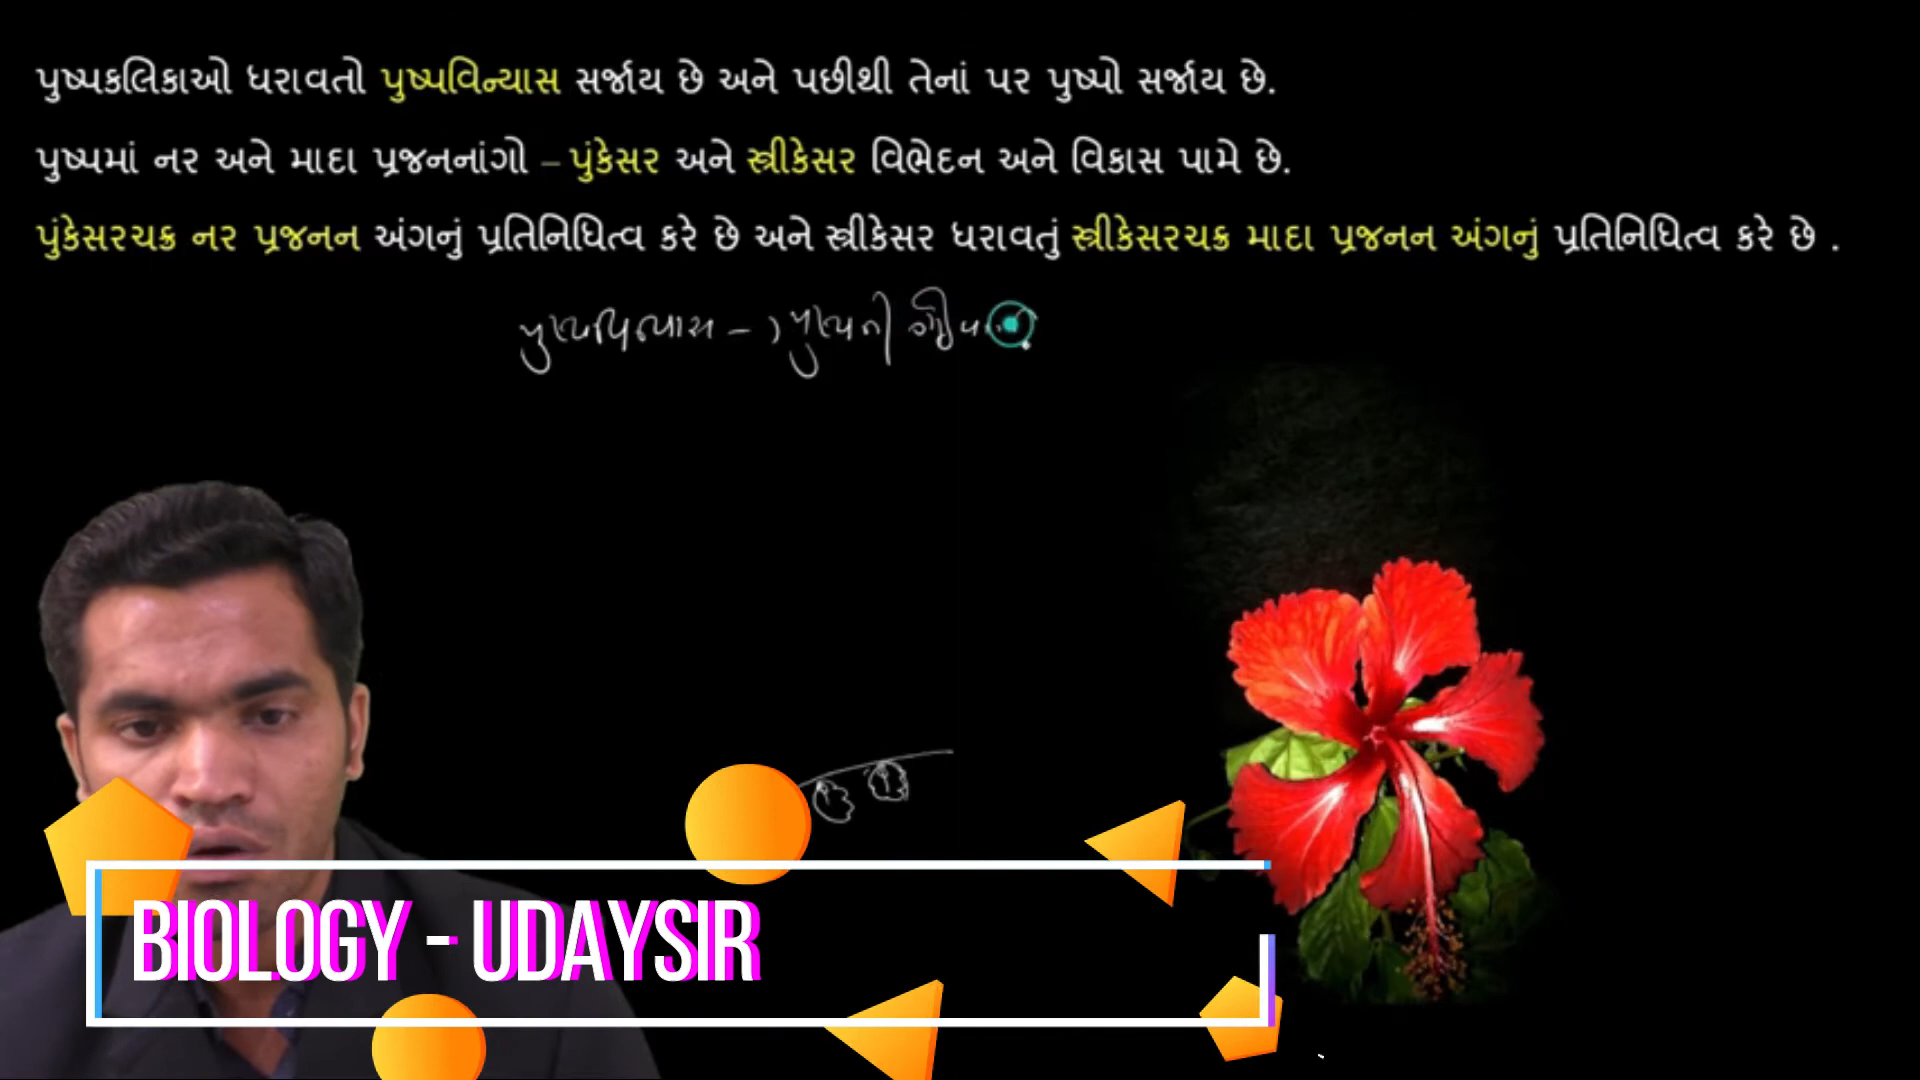 પુષ્પકલિકાઓ ધરાવતો પુષ્પવિન્યાસ સર્જાય છે અને પછીથી તેનાં પર પુષ્પો સર્જાય છે.
પુષ્પમાં નર અને માદા પ્રજનનાંગો – પુંકેસર અને સ્ત્રીકેસર વિભેદન અને વિકાસ પામે છે.
પુંકેસરચક્ર નર પ્રજનન અંગનું પ્રતિનિધિત્વ કરે છે અને સ્ત્રીકેસર ધરાવતું સ્ત્રીકેસરચક્ર માદા પ્રજનન અંગનું પ્રતિનિધિત્વ કરે છે .
પુષ્પવિન્યાસ – પુષ્પની
BIOLOGY - UDAYSIR